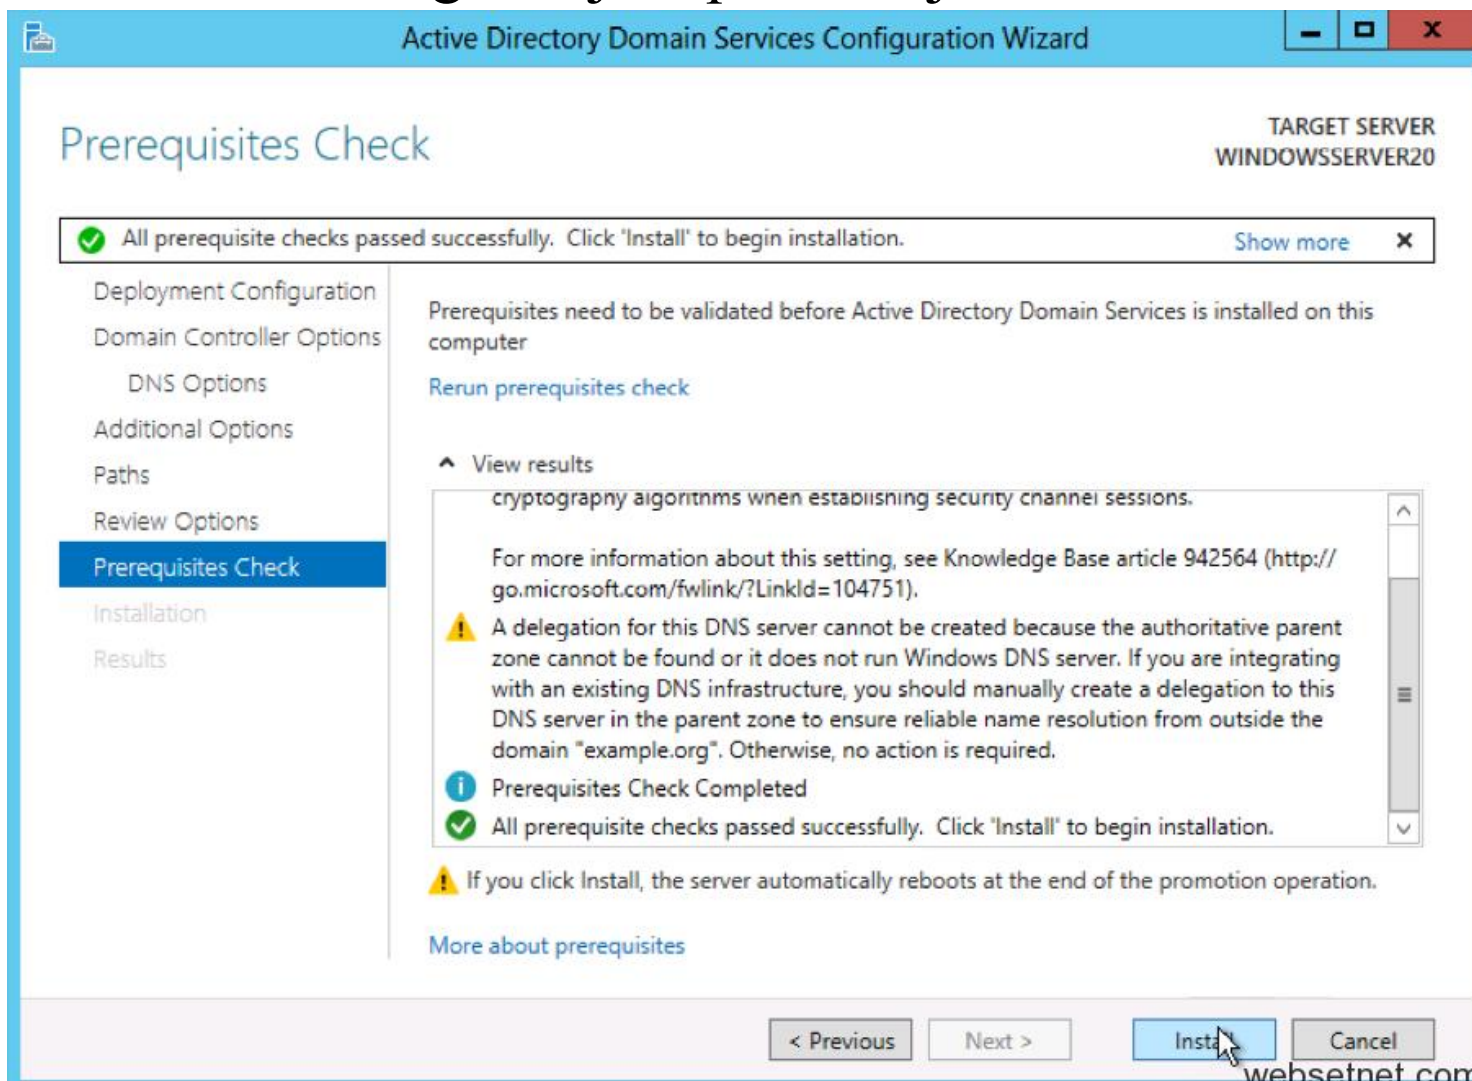 Active Directory Domain Services Configuration Wizard
Prerequisites Check
TARGET SERVER
WINDOWSSERVER20
All prerequisite checks passed successfully. Click 'Install' to begin installation.
Show more
Deployment Configuration
Domain Controller Options
DNS Options
Additional Options
Paths
Review Options
Prerequisites Check
Installation
Results
Prerequisites need to be validated before Active Directory Domain Services is installed on this
computer
Rerun prerequisites check
View results
cryptography algorithms when establishing security channel sessions.
For more information about this setting, see Knowledge Base article 942564 (http://
go.microsoft.com/fwlink/?LinkId=104751).
A delegation for this DNS server cannot be created because the authoritative parent
zone cannot be found or it does not run Windows DNS server. If you are integrating
with an existing DNS infrastructure, you should manually create a delegation to this
DNS server in the parent zone to ensure reliable name resolution from outside the
domain "example.org". Otherwise, no action is required.
Prerequisites Check Completed
All prerequisite checks passed successfully. Click 'Install' to begin installation.
If you click Install, the server automatically reboots at the end of the promotion operation.
More about prerequisites
< Previous
Next >
Install
Cancel
websetnet.com